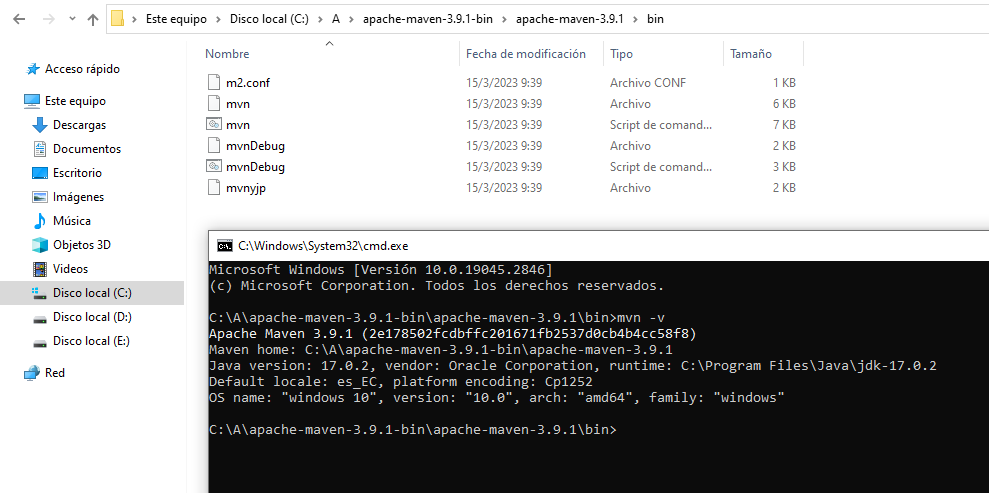 Este equipo > Disco local (C:) > A > apache-maven-3.9.1-bin > apache-maven-3.9.1 > bin
Acceso rápido
Este equipo
Descargas
Documentos
Escritorio
Imágenes
Música
Objetos 3D
Videos
Disco local (C:)
Disco local (D:)
Disco local (E:)
Red
Nombre Fecha de modificación Tipo Tamaño
m2.conf 15/3/2023 9:39 Archivo CONF 1 KB
mvn 15/3/2023 9:39 Archivo 6 KB
mvn 15/3/2023 9:39 Script de comand... 7 KB
mvnDebug 15/3/2023 9:39 Archivo 2 KB
mvnDebug 15/3/2023 9:39 Script de comand... 3 KB
mvnyjp 15/3/2023 9:39 Archivo 2 KB
C:\Windows\System32\cmd.exe
Microsoft Windows [Versión 10.0.19045.2846]
(c) Microsoft Corporation. Todos los derechos reservados.
C:\A\apache-maven-3.9.1-bin\apache-maven-3.9.1\bin>mvn -v
Apache Maven 3.9.1 (2e178502fcdbffc201671fb2537d0cb4b4cc58f8)
Maven home: C:\A\apache-maven-3.9.1-bin\apache-maven-3.9.1
Java version: 17.0.2, vendor: Oracle Corporation, runtime: C:\Program Files\Java\jdk-17.0.2
Default locale: es_EC, platform encoding: Cp1252
OS name: "windows 10", version: "10.0", arch: "amd64", family: "windows"
C:\A\apache-maven-3.9.1-bin\apache-maven-3.9.1\bin>